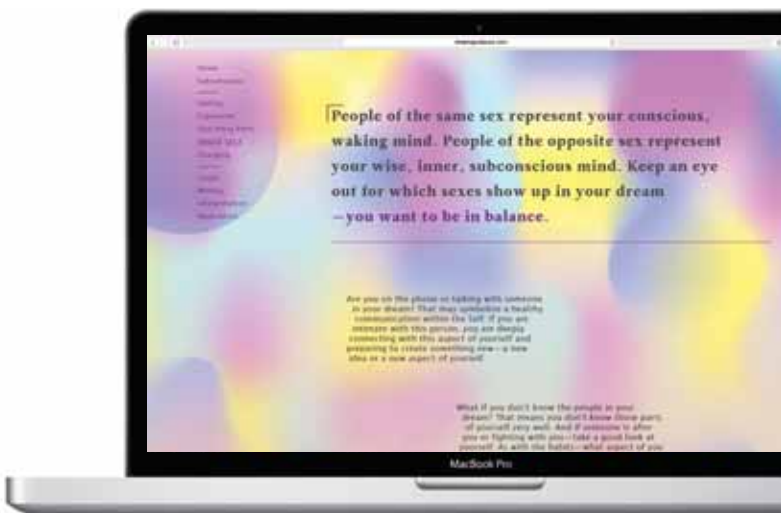 People of the same sex represent your conscious,
waking mind. People of the opposite sex represent
your wise, inner, subconscious mind. Keep an eye
out for which sexes show up in your dream
—you want to be in balance.
Are you on the phone or talking with someone
in your dream? That may symbolize a healthy
communication within the Self. If you are
intimate with this person, you are deeply
connecting with this aspect of yourself and
preparing to create something new—a new
idea or a new aspect of yourself.
What if you don't know the people in your
dream? That means you don't know those parts
of yourself very well. And if someone is after
you or fighting with you—take a good look at
yourself. As with the habits—what aspect of you
MacBook Pro